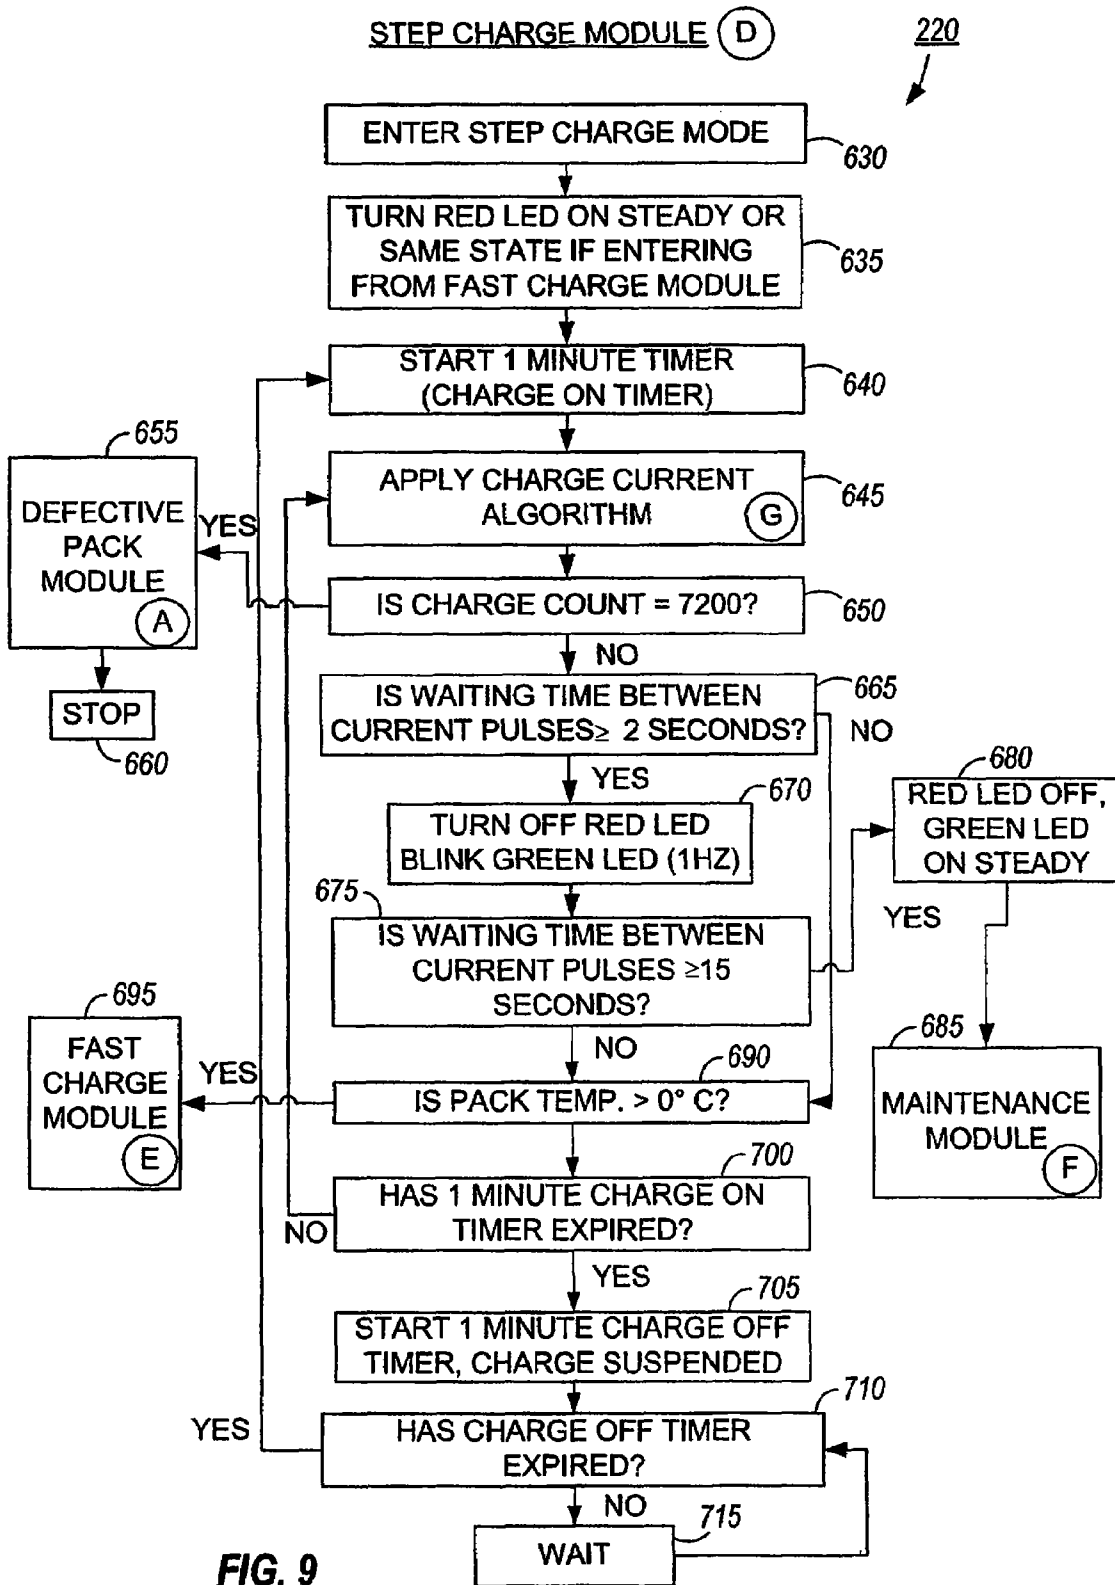 STEP CHARGE MODULE D
220
ENTER STEP CHARGE MODE
630
TURN RED LED ON STEADY OR
SAME STATE IF ENTERING
FROM FAST CHARGE MODULE
635
START 1 MINUTE TIMER
(CHARGE ON TIMER)
640
655
DEFECTIVE
PACK
MODULE
A
YES
APPLY CHARGE CURRENT
ALGORITHM
G
645
IS CHARGE COUNT = 7200?
650
NO
STOP
660
IS WAITING TIME BETWEEN
CURRENT PULSES≥ 2 SECONDS?
665
NO
YES
670
TURN OFF RED LED
BLINK GREEN LED (1HZ)
680
RED LED OFF,
GREEN LED
ON STEADY
YES
675
IS WAITING TIME BETWEEN
CURRENT PULSES ≥15
SECONDS?
NO
695
FAST
CHARGE
MODULE
E
YES
690
IS PACK TEMP. > 0° C?
685
MAINTENANCE
MODULE
F
700
HAS 1 MINUTE CHARGE ON
TIMER EXPIRED?
NO
YES
705
START 1 MINUTE CHARGE OFF
TIMER, CHARGE SUSPENDED
710
YES
HAS CHARGE OFF TIMER
EXPIRED?
NO
715
WAIT
FIG. 9